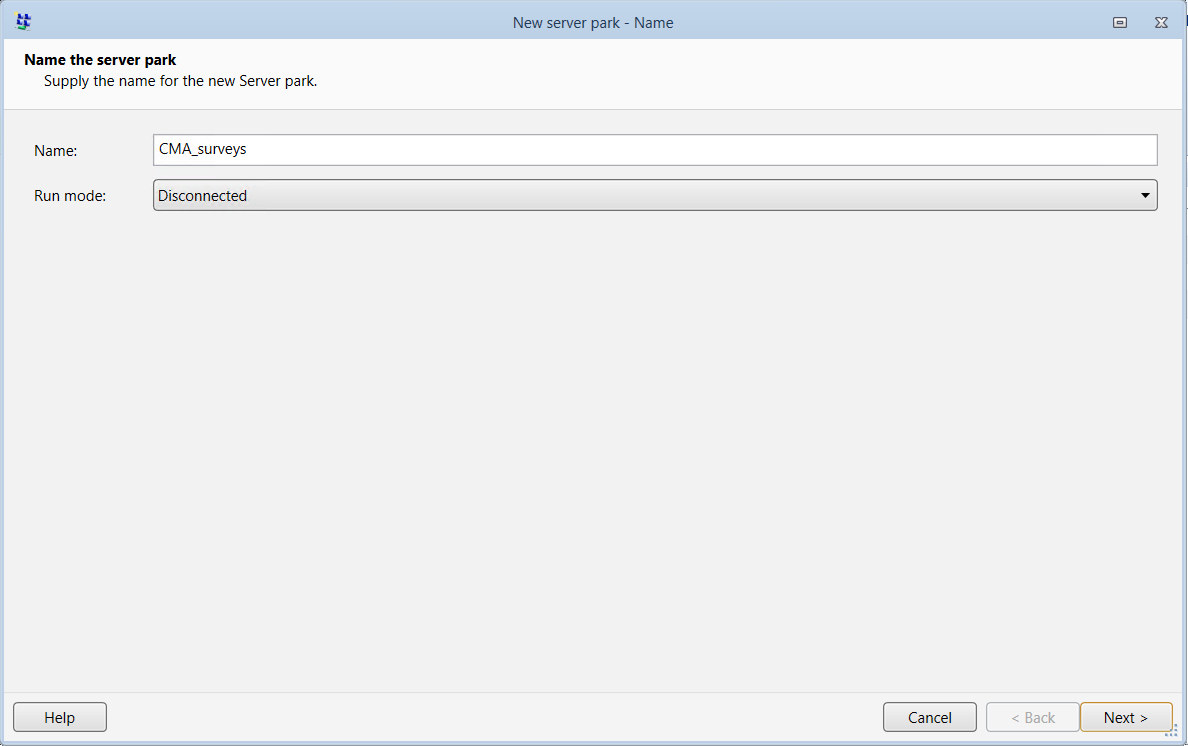 New server park - Name
Name the server park
Supply the name for the new Server park.
Name: CMA_surveys
Run mode: Disconnected
Help Cancel < Back Next >